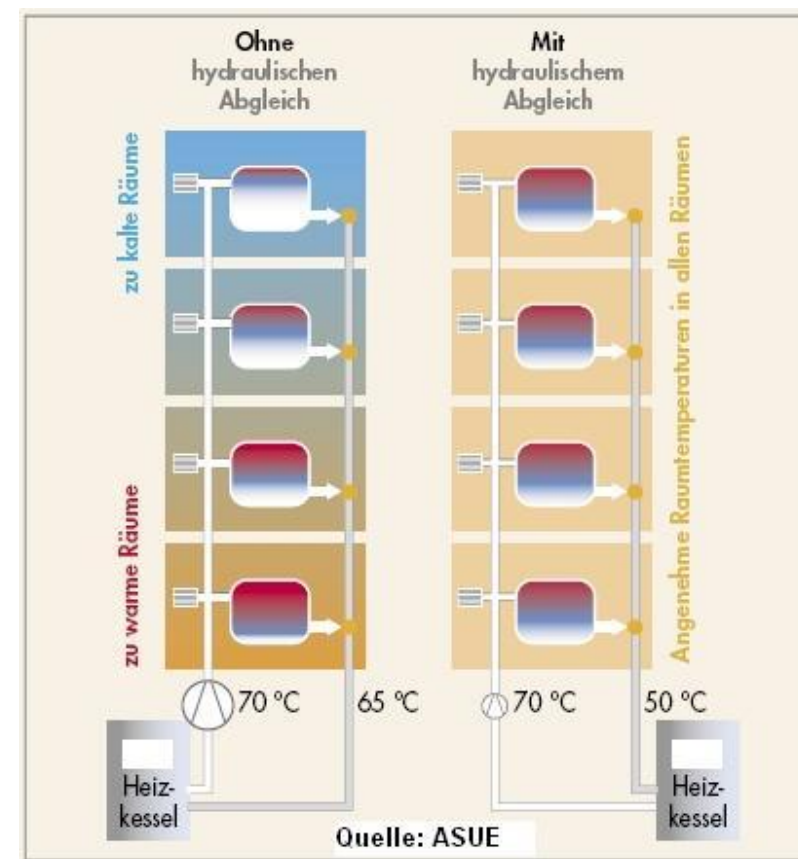 Ohne
hydraulischen
Abgleich
Mit
hydraulischem
Abgleich
zu kalte Räume
zu warme Räume
Angenehme Raumtemperaturen in allen Räumen
70 °C
65 °C
70 °C
50 °C
Heiz-
kessel
Heiz-
kessel
Quelle: ASUE